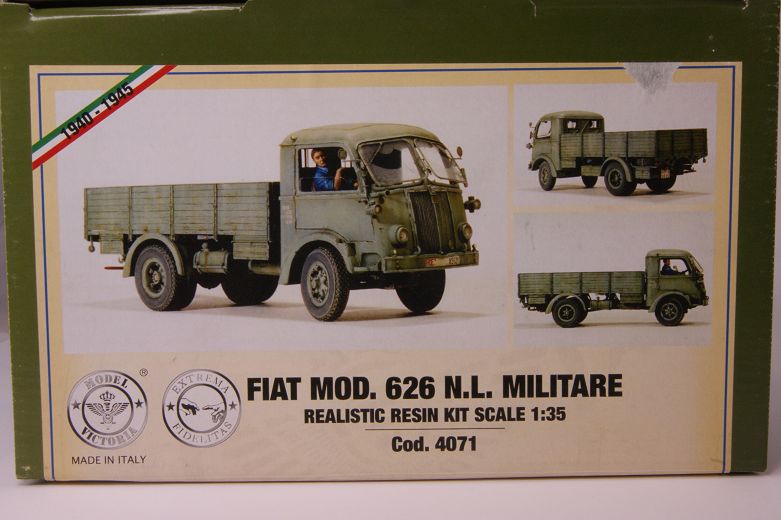 1940 - 1945
MODEL
VICTORIA
®
EXTREMA
FIDELITAS
MADE IN ITALY
FIAT MOD. 626 N.L. MILITARE
REALISTIC RESIN KIT SCALE 1:35
Cod. 4071